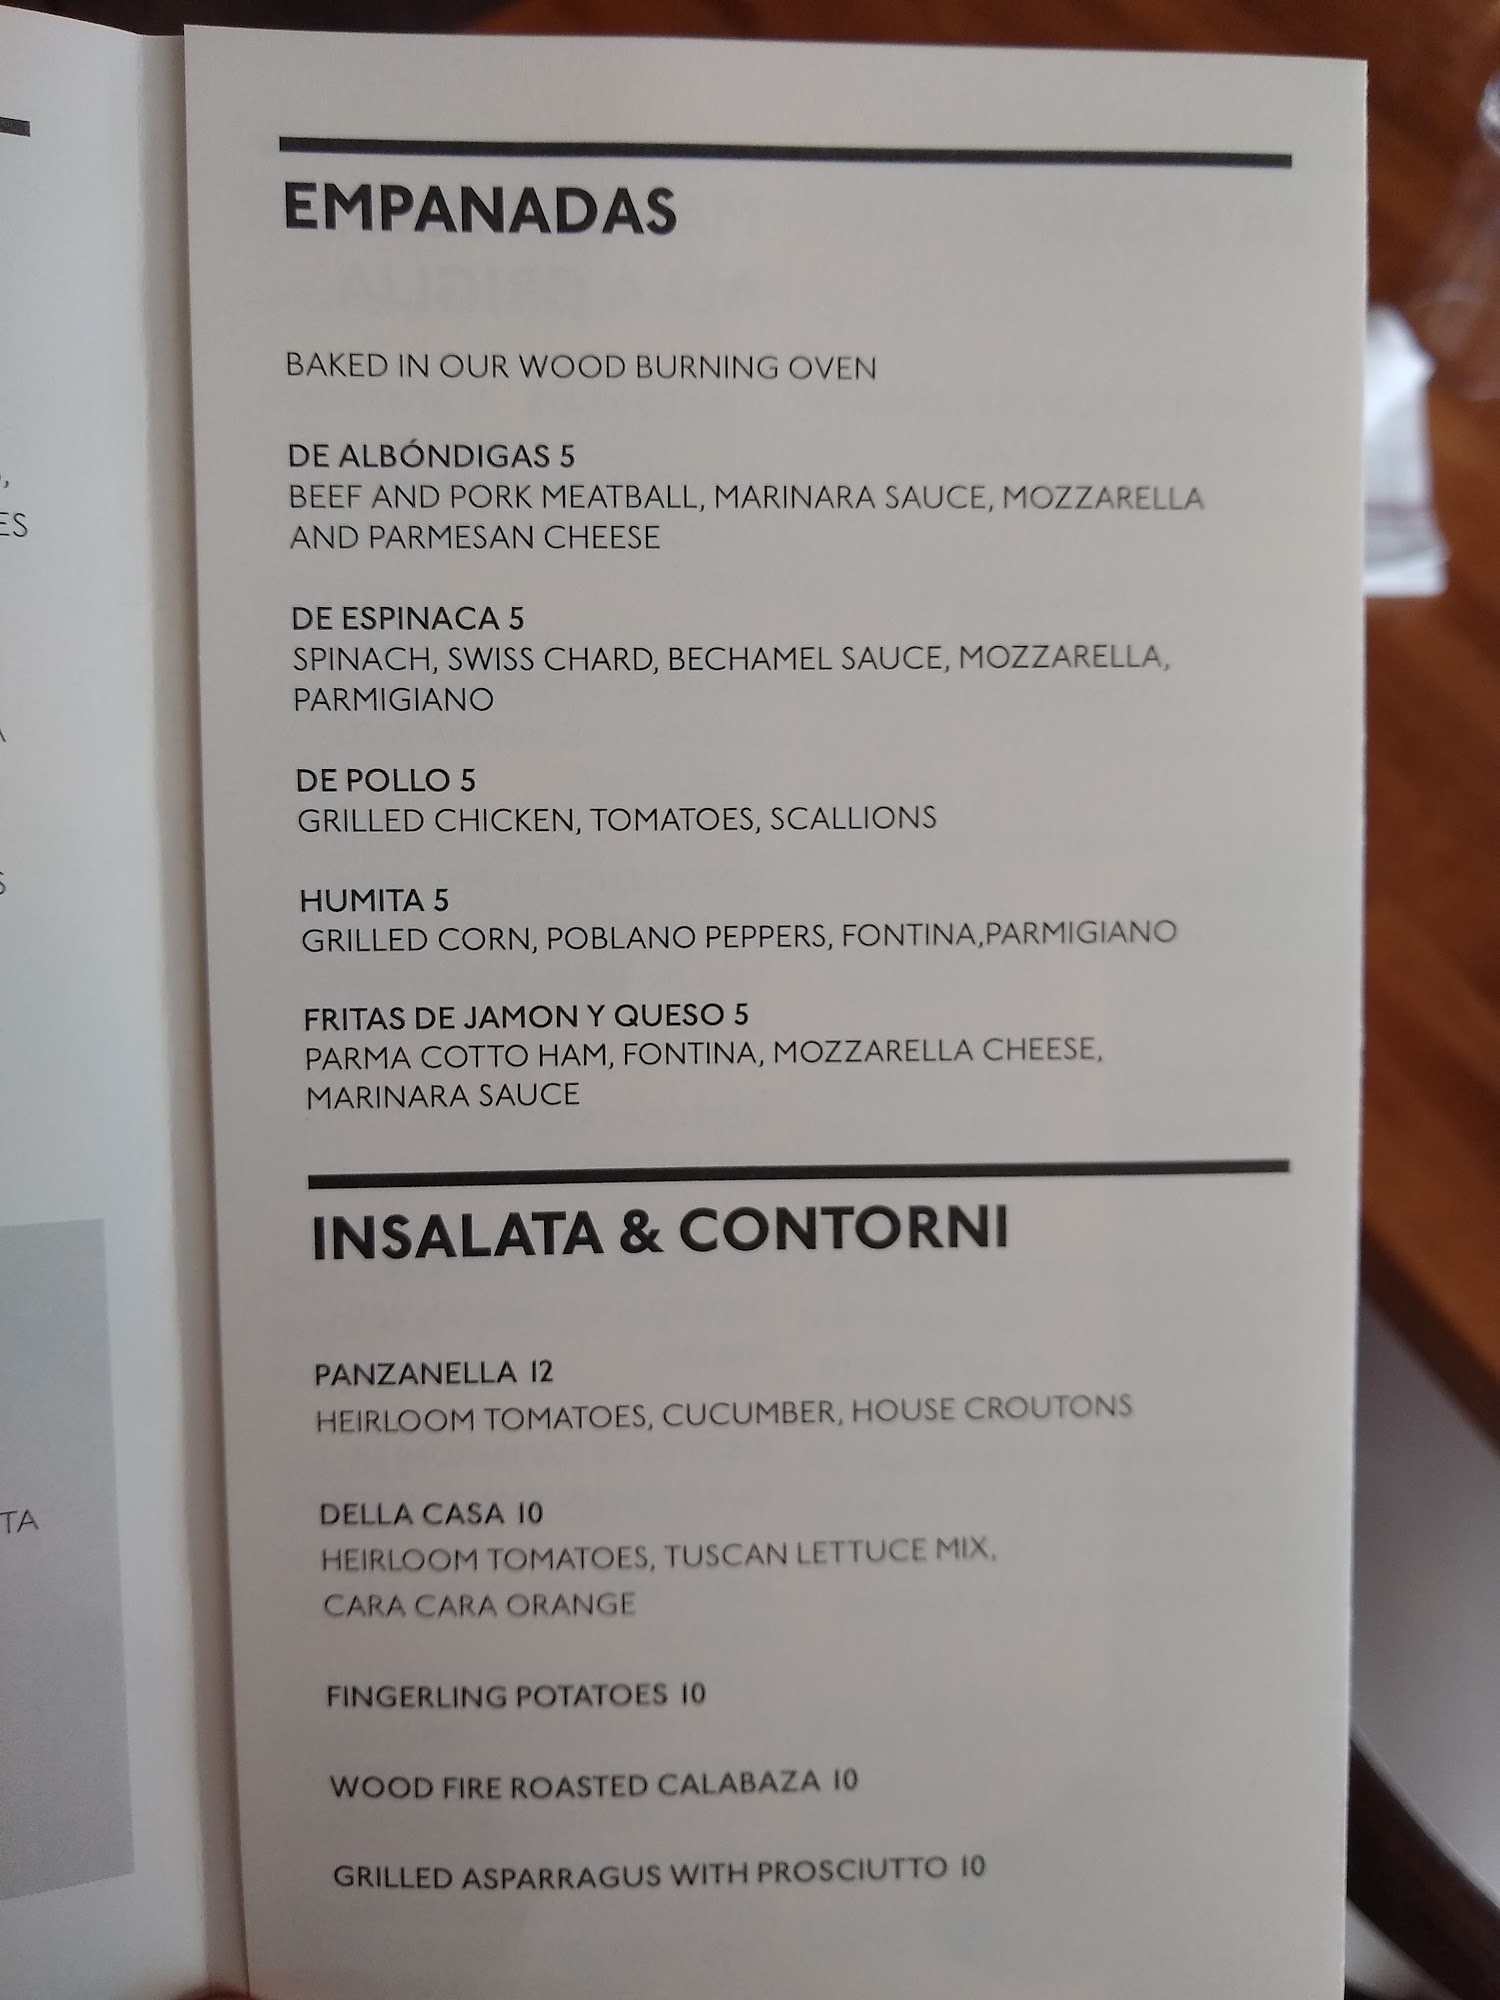 EMPANADAS
BAKED IN OUR WOOD BURNING OVEN
DE ALBÓNDIGAS 5
BEEF AND PORK MEATBALL, MARINARA SAUCE, MOZZARELLA
AND PARMESAN CHEESE
DE ESPINACA 5
SPINACH, SWISS CHARD, BECHAMEL SAUCE, MOZZARELLA,
PARMIGIANO
DE POLLO 5
GRILLED CHICKEN, TOMATOES, SCALLIONS
HUMITA 5
GRILLED CORN, POBLANO PEPPERS, FONTINA,PARMIGIANO
FRITAS DE JAMON Y QUESO 5
PARMA COTTO HAM, FONTINA, MOZZARELLA CHEESE,
MARINARA SAUCE
INSALATA & CONTORNI
PANZANELLA 12
HEIRLOOM TOMATOES, CUCUMBER, HOUSE CROUTONS
DELLA CASA 10
HEIRLOOM TOMATOES, TUSCAN LETTUCE MIX,
CARA CARA ORANGE
FINGERLING POTATOES 10
WOOD FIRE ROASTED CALABAZA 10
GRILLED ASPARRAGUS WITH PROSCIUTTO 10